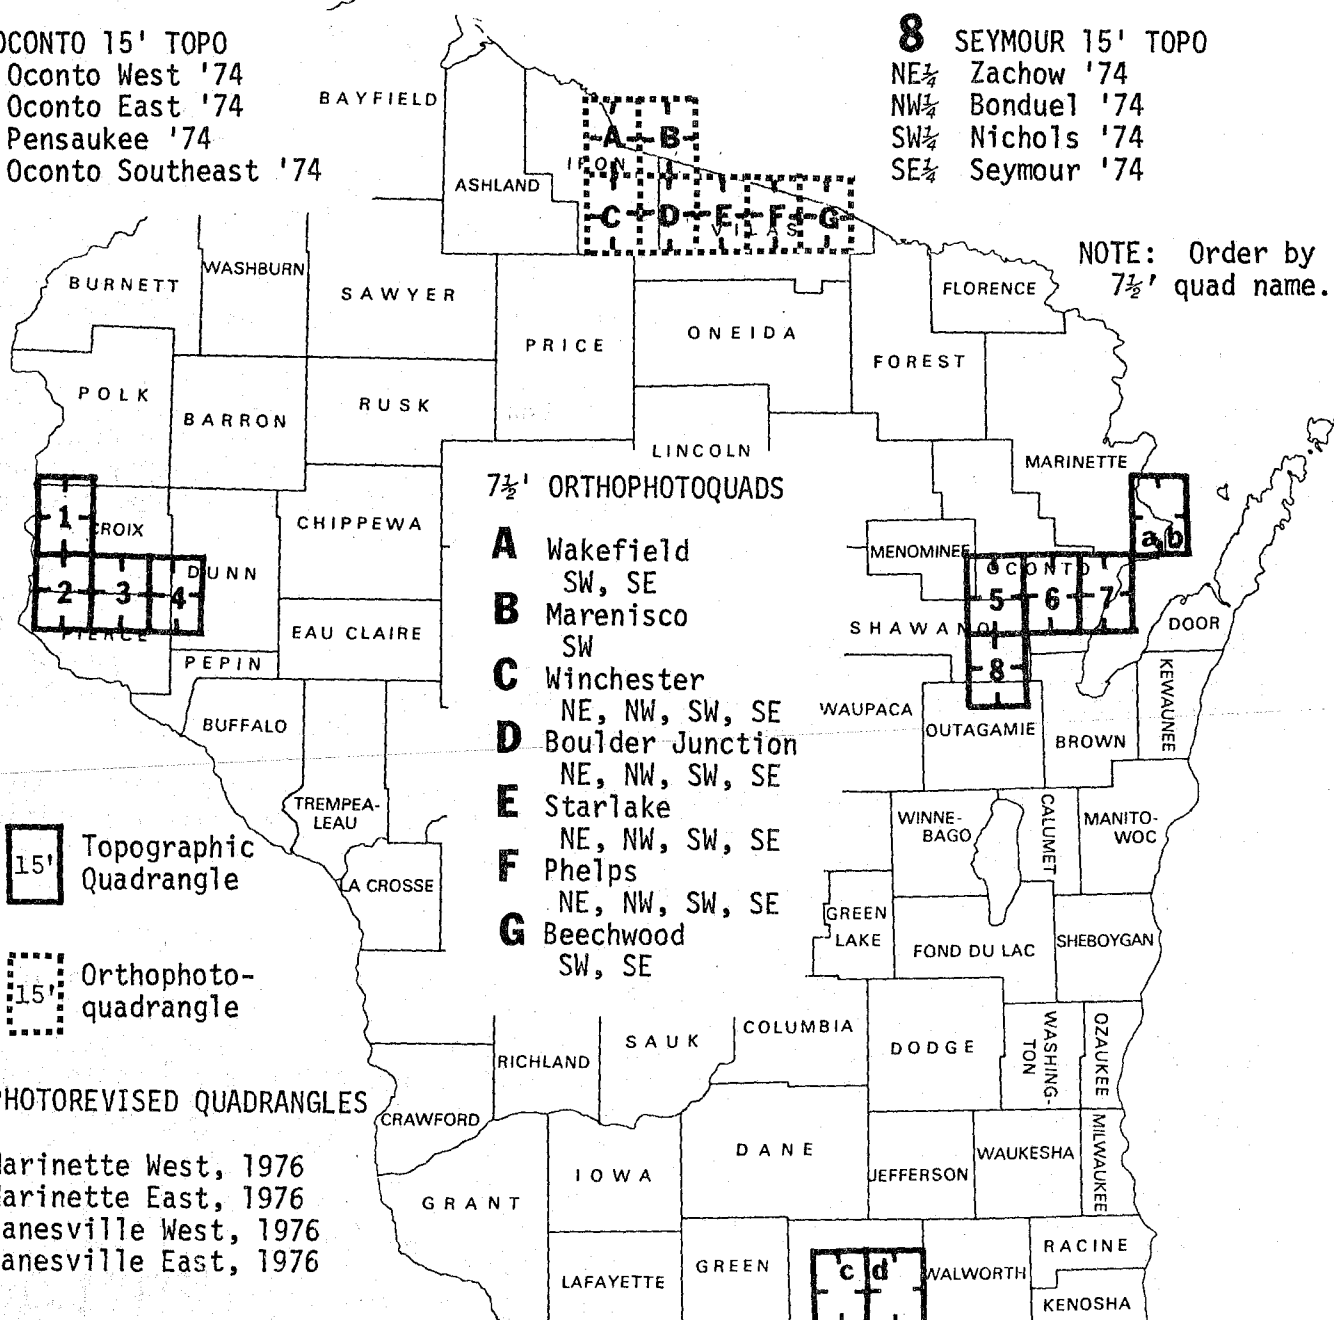 OCONTO 15' TOPO
Oconto West '74
Oconto East '74
Pensaukee '74
Oconto Southeast '74
8 SEYMOUR 15' TOPO
NE¼ Zachow '74
NW¼ Bonduel '74
SW¼ Nichols '74
SE¼ Seymour '74
NOTE: Order by
7½' quad name.
BAYFIELD
ASHLAND
IRON
A B
C D E F G
VILAS
BURNETT
WASHBURN
SAWYER
PRICE
ONEIDA
FLORENCE
FOREST
POLK
BARRON
RUSK
LINCOLN
MARINETTE
1
CROIX
CHIPPEWA
DUNN
2 3 4
PIERCE
EAU CLAIRE
PEPIN
BUFFALO
TREMPEA-
LEAU
LA CROSSE
MENOMINEE
OCONTO
a b
5 6 7
SHAWANO
8
DOOR
KEWAUNEE
WAUPACA
OUTAGAMIE
BROWN
WINNE-
BAGO
CALUMET
MANITO-
WOC
GREEN
LAKE
FOND DU LAC
SHEBOYGAN
7½' ORTHOPHOTOQUADS
A Wakefield
SW, SE
B Marenisco
SW
C Winchester
NE, NW, SW, SE
D Boulder Junction
NE, NW, SW, SE
E Starlake
NE, NW, SW, SE
F Phelps
NE, NW, SW, SE
G Beechwood
SW, SE
15' Topographic
Quadrangle
15' Orthophoto-
quadrangle
PHOTOREVISED QUADRANGLES
Marinette West, 1976
Marinette East, 1976
anesville West, 1976
anesville East, 1976
RICHLAND
SAUK
COLUMBIA
DODGE
WASHING-
TON
OZAUKEE
CRAWFORD
GRANT
IOWA
DANE
JEFFERSON
WAUKESHA
MILWAUKEE
LAFAYETTE
GREEN
c d
WALWORTH
RACINE
KENOSHA